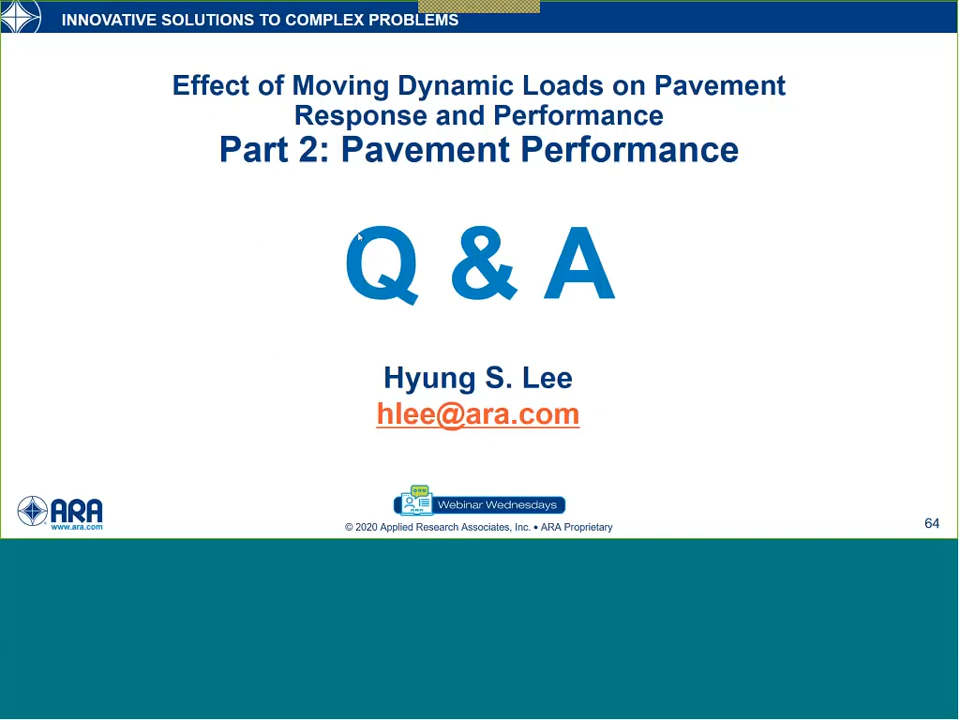 INNOVATIVE SOLUTIONS TO COMPLEX PROBLEMS
Effect of Moving Dynamic Loads on Pavement
Response and Performance
Part 2: Pavement Performance
Q & A
Hyung S. Lee
hlee@ara.com
ARA
www.ara.com
Webinar Wednesdays
© 2020 Applied Research Associates, Inc. • ARA Proprietary
64